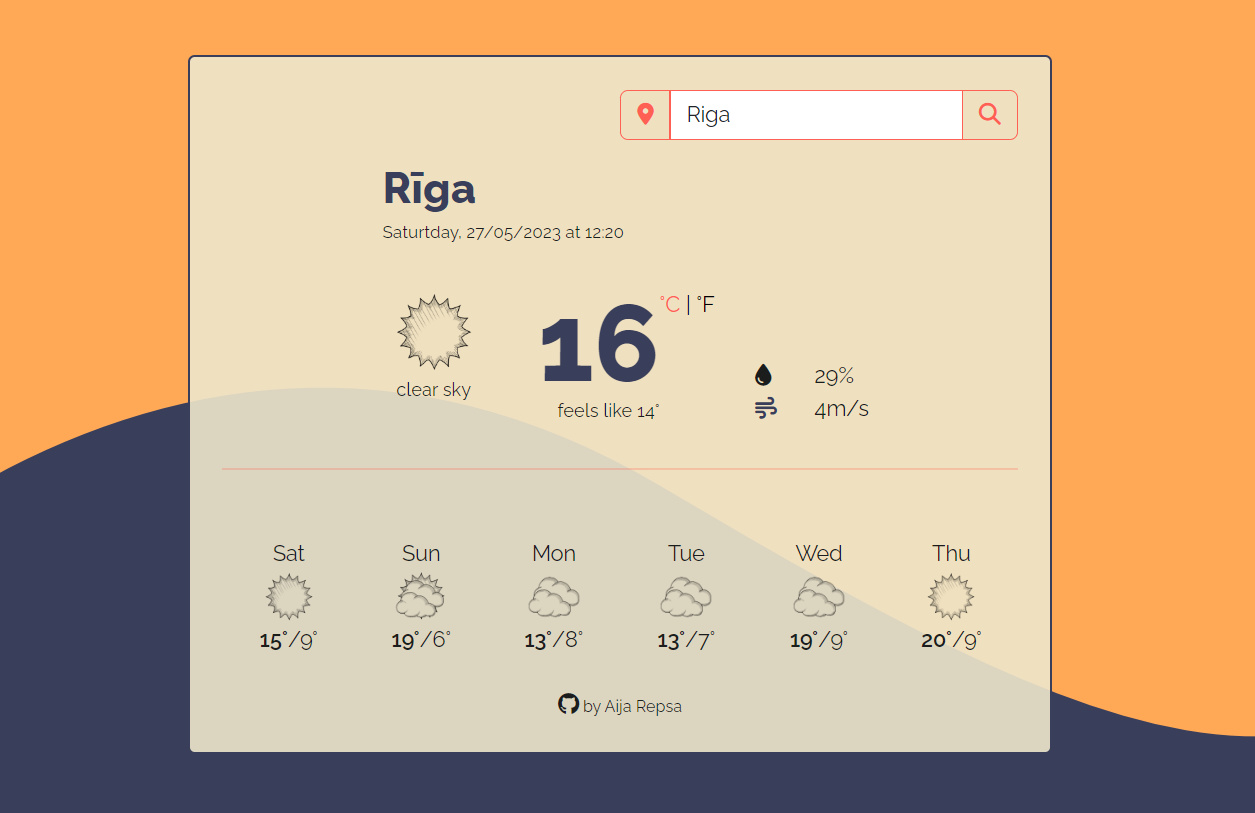 Riga
Rīga
Saturtday, 27/05/2023 at 12:20
16 °C | °F
clear sky
feels like 14°
29%
4m/s
Sat Sun Mon Tue Wed Thu
15°/9° 19°/6° 13°/8° 13°/7° 19°/9° 20°/9°
by Aija Repsa